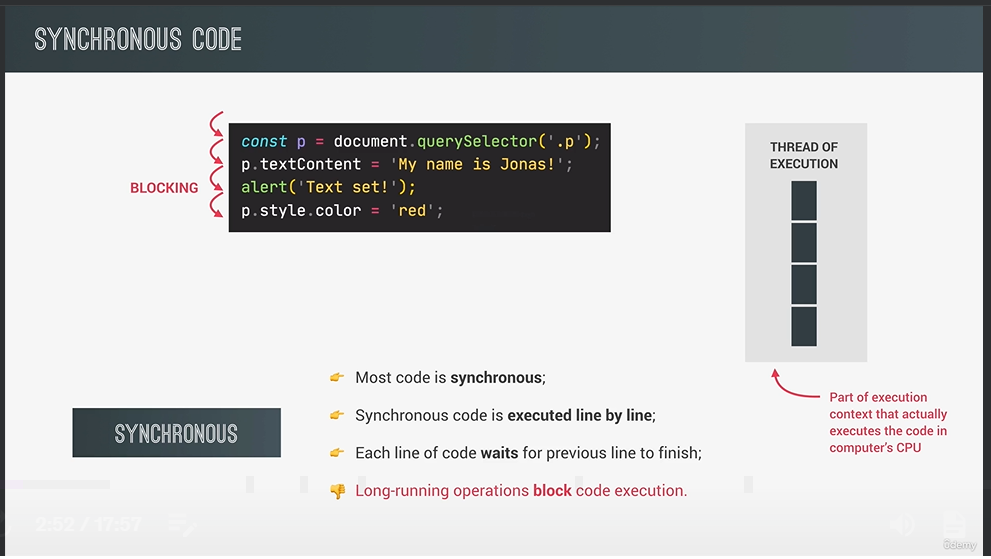 SYNCHRONOUS CODE
const p = document.querySelector('.p');
p.textContent = 'My name is Jonas!';
alert('Text set!');
p.style.color = 'red';
BLOCKING
THREAD OF
EXECUTION
Part of execution
context that actually
executes the code in
computer's CPU
SYNCHRONOUS
👉 Most code is synchronous;
👉 Synchronous code is executed line by line;
👉 Each line of code waits for previous line to finish;
👎 Long-running operations block code execution.
2:52 / 17:57
ûdemy